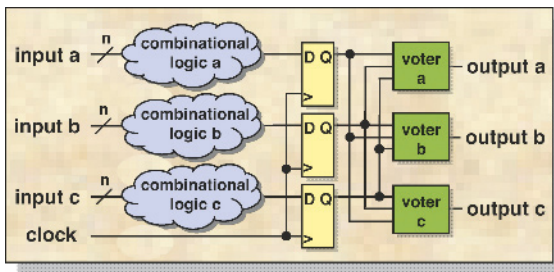 n
input a
combinational
logic a
D Q
>
voter
a
output a
n
input b
combinational
logic b
D Q
>
voter
b
output b
n
input c
combinational
logic c
D Q
>
voter
c
output c
clock